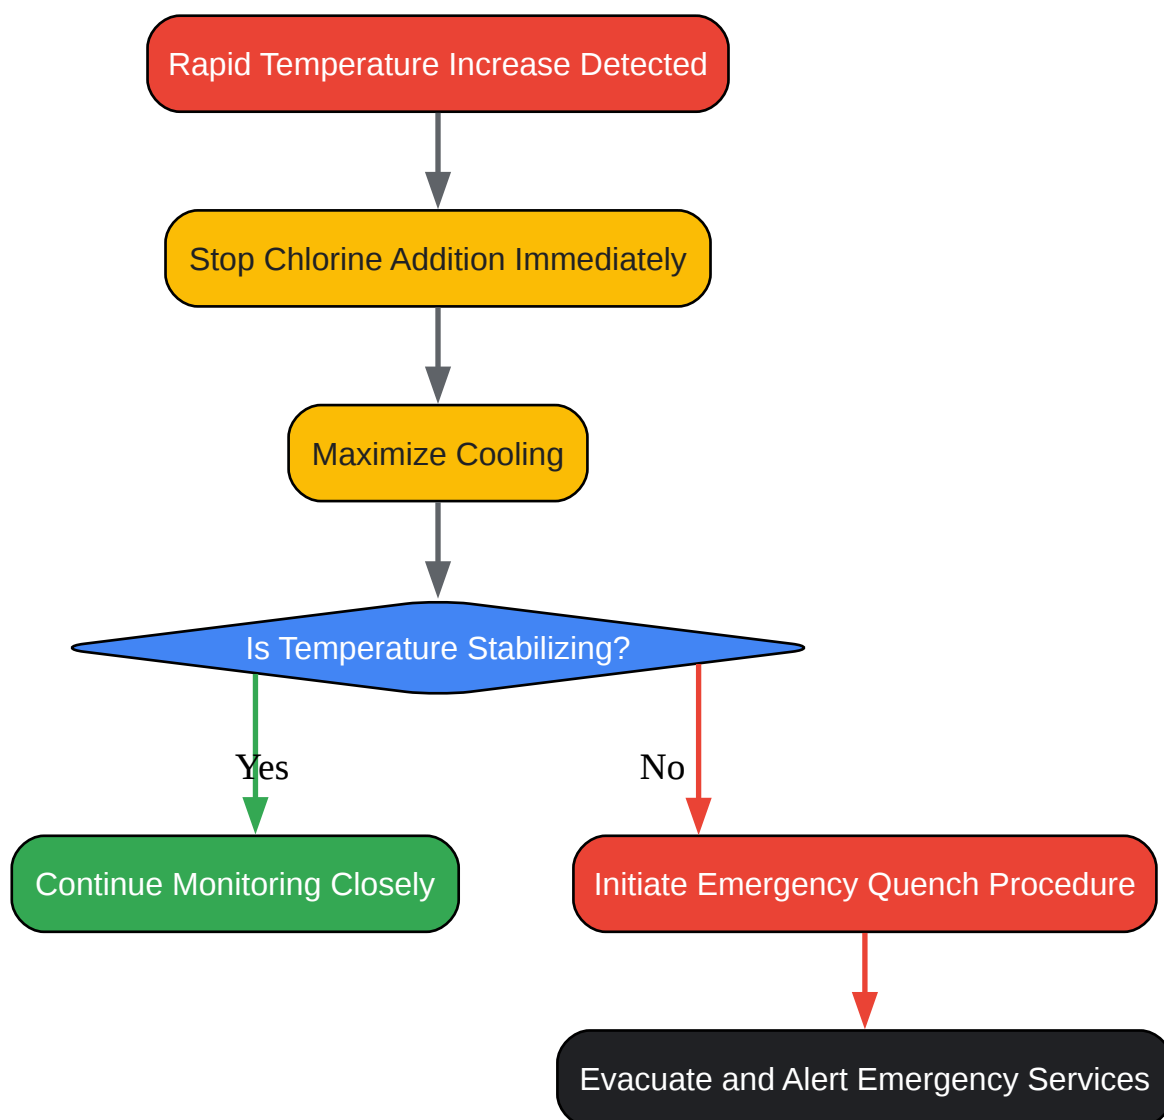 Rapid Temperature Increase Detected
Stop Chlorine Addition Immediately
Maximize Cooling
Is Temperature Stabilizing?
Yes
No
Continue Monitoring Closely
Initiate Emergency Quench Procedure
Evacuate and Alert Emergency Services